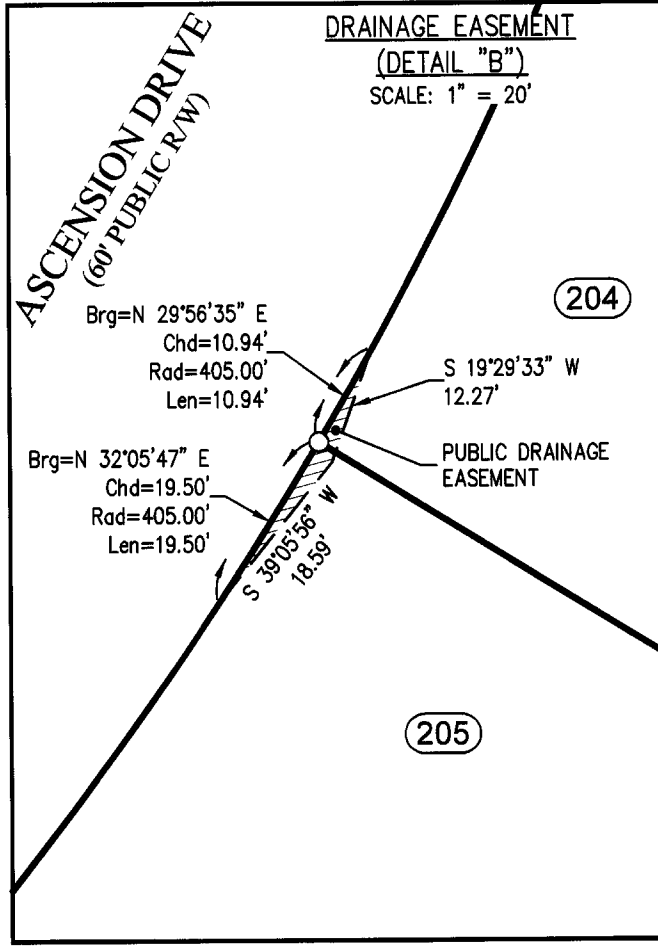 DRAINAGE EASEMENT
(DETAIL "B")
SCALE: 1" = 20'
ASCENSION DRIVE
(60' PUBLIC R/W)
204
Brg=N 29°56'35" E
Chd=10.94'
Rad=405.00'
Len=10.94'
S 19°29'33" W
12.27'
PUBLIC DRAINAGE
EASEMENT
Brg=N 32°05'47" E
Chd=19.50'
Rad=405.00'
Len=19.50'
S 39°05'56" W
18.59'
205